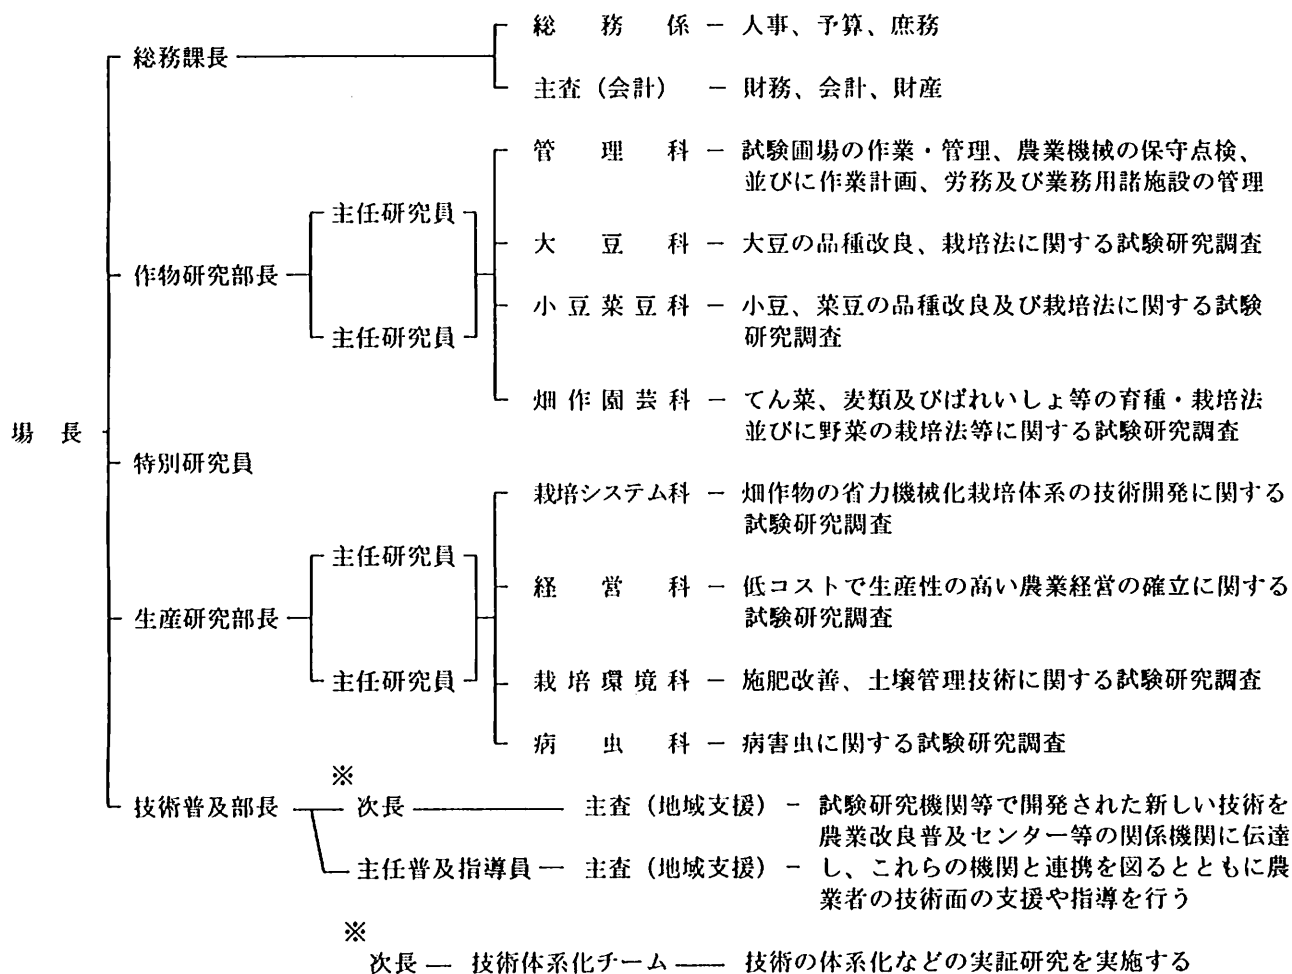 総務係 － 人事、予算、庶務
総務課長
主査（会計） － 財務、会計、財産
管理科 － 試験圃場の作業・管理、農業機械の保守点検、
並びに作業計画、労務及び業務用諸施設の管理
主任研究員
大豆科 － 大豆の品種改良、栽培法に関する試験研究調査
作物研究部長
小豆菜豆科 － 小豆、菜豆の品種改良及び栽培法に関する試験
主任研究員
研究調査
畑作園芸科 － てん菜、麦類及びばれいしょ等の育種・栽培法
並びに野菜の栽培法等に関する試験研究調査
場長
特別研究員
栽培システム科 － 畑作物の省力機械化栽培体系の技術開発に関する
試験研究調査
主任研究員
経営科 － 低コストで生産性の高い農業経営の確立に関する
試験研究調査
生産研究部長
主任研究員
栽培環境科 － 施肥改善、土壌管理技術に関する試験研究調査
病虫科 － 病害虫に関する試験研究調査
※
技術普及部長 次長 主査（地域支援） － 試験研究機関等で開発された新しい技術を
農業改良普及センター等の関係機関に伝達
主任普及指導員 － 主査（地域支援） － し、これらの機関と連携を図るとともに農
業者の技術面の支援や指導を行う
※
次長 － 技術体系化チーム － 技術の体系化などの実証研究を実施する